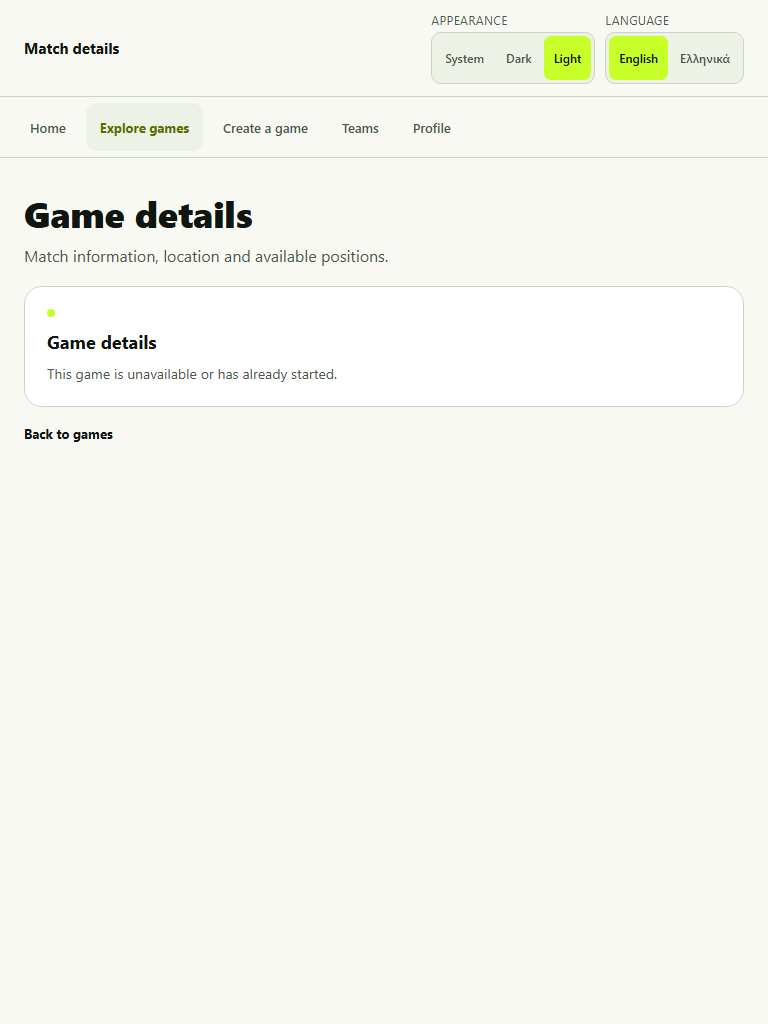 Match details
APPEARANCE
System Dark Light
LANGUAGE
English Ελληνικά
Home Explore games Create a game Teams Profile
Game details
Match information, location and available positions.
Game details
This game is unavailable or has already started.
Back to games